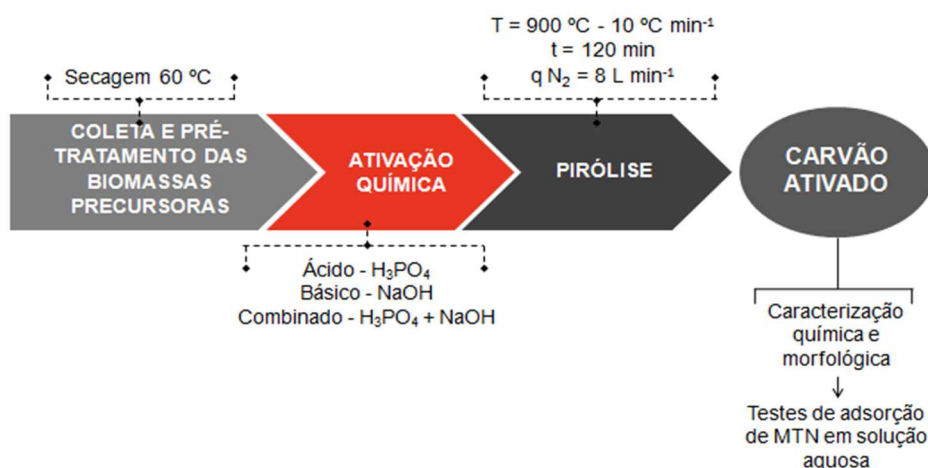 Secagem 60 ºC
COLETA E PRÉ-
TRATAMENTO DAS
BIOMASSAS
PRECURSORAS
ATIVAÇÃO
QUÍMICA
Ácido - H₃PO₄
Básico - NaOH
Combinado - H₃PO₄ + NaOH
T = 900 ºC - 10 ºC min⁻¹
t = 120 min
q N₂ = 8 L min⁻¹
PIRÓLISE
CARVÃO
ATIVADO
Caracterização
química e
morfológica
Testes de adsorção
de MTN em solução
aquosa